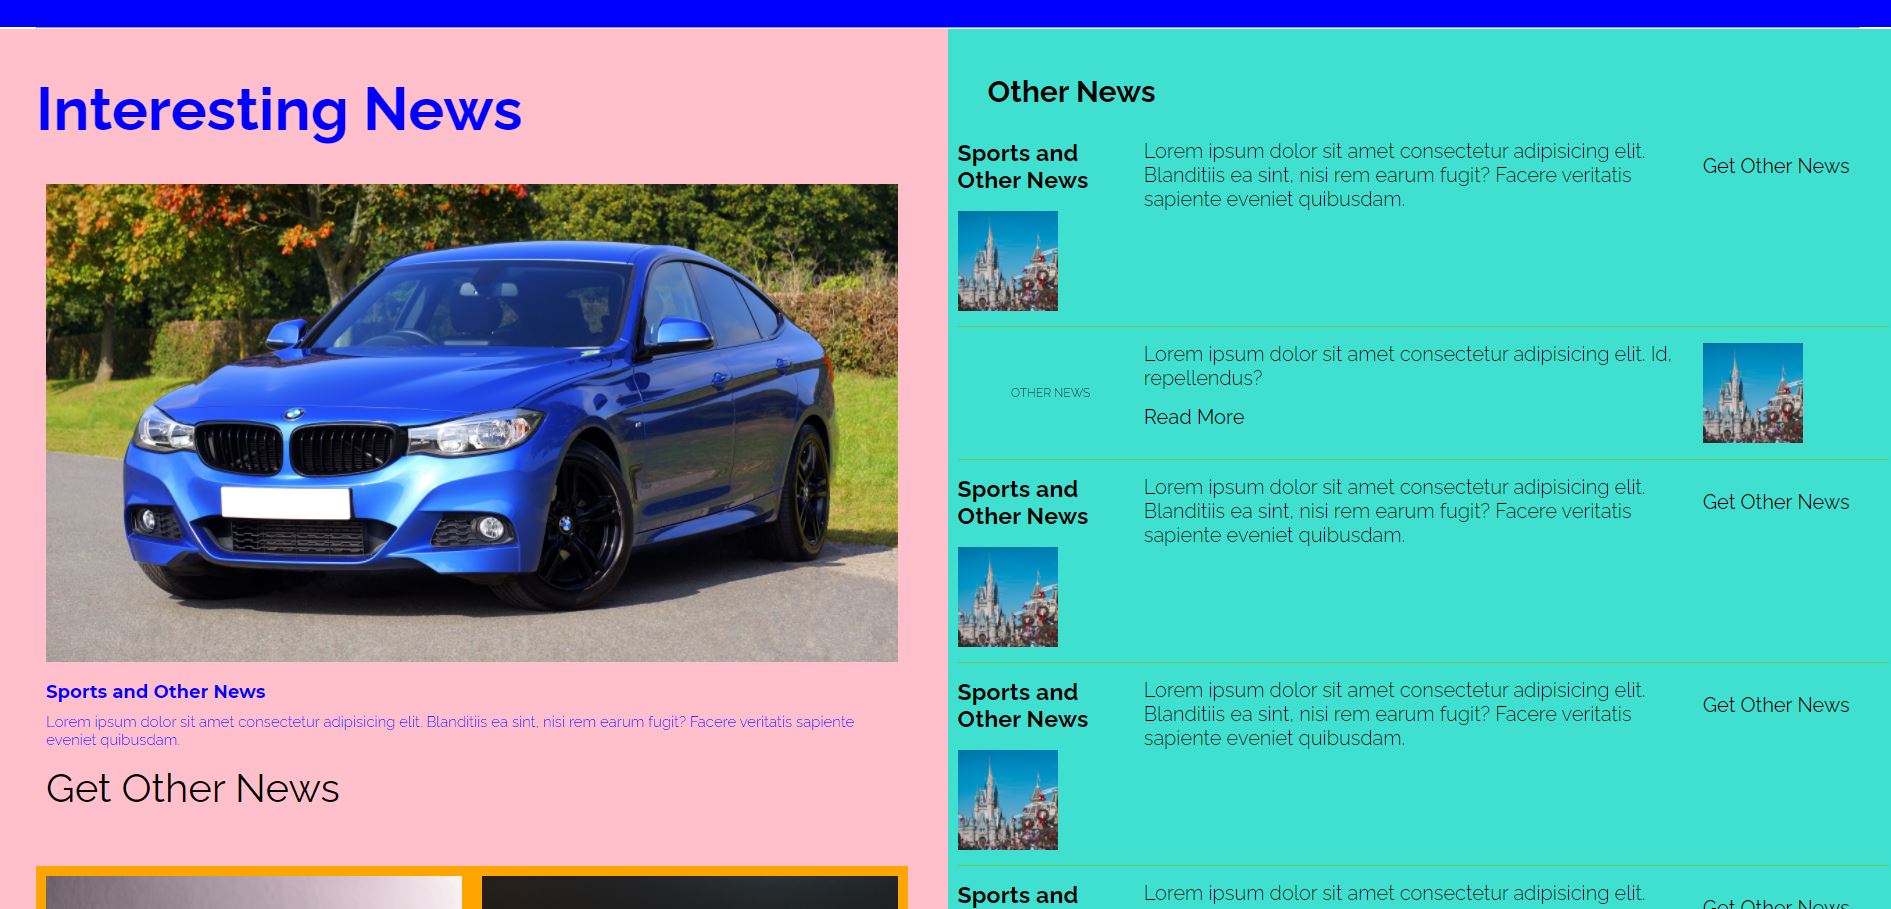 Interesting News
Sports and Other News
Lorem ipsum dolor sit amet consectetur adipisicing elit. Blanditiis ea sint, nisi rem earum fugit? Facere veritatis sapiente
eveniet quibusdam.
Get Other News
Other News
Sports and
Other News
Lorem ipsum dolor sit amet consectetur adipisicing elit.
Blanditiis ea sint, nisi rem earum fugit? Facere veritatis
sapiente eveniet quibusdam.
Get Other News
OTHER NEWS
Lorem ipsum dolor sit amet consectetur adipisicing elit. Id,
repellendus?
Read More
Sports and
Other News
Lorem ipsum dolor sit amet consectetur adipisicing elit.
Blanditiis ea sint, nisi rem earum fugit? Facere veritatis
sapiente eveniet quibusdam.
Get Other News
Sports and
Other News
Lorem ipsum dolor sit amet consectetur adipisicing elit.
Blanditiis ea sint, nisi rem earum fugit? Facere veritatis
sapiente eveniet quibusdam.
Get Other News
Sports and
Lorem ipsum dolor sit amet consectetur adipisicing elit.
Get Other News